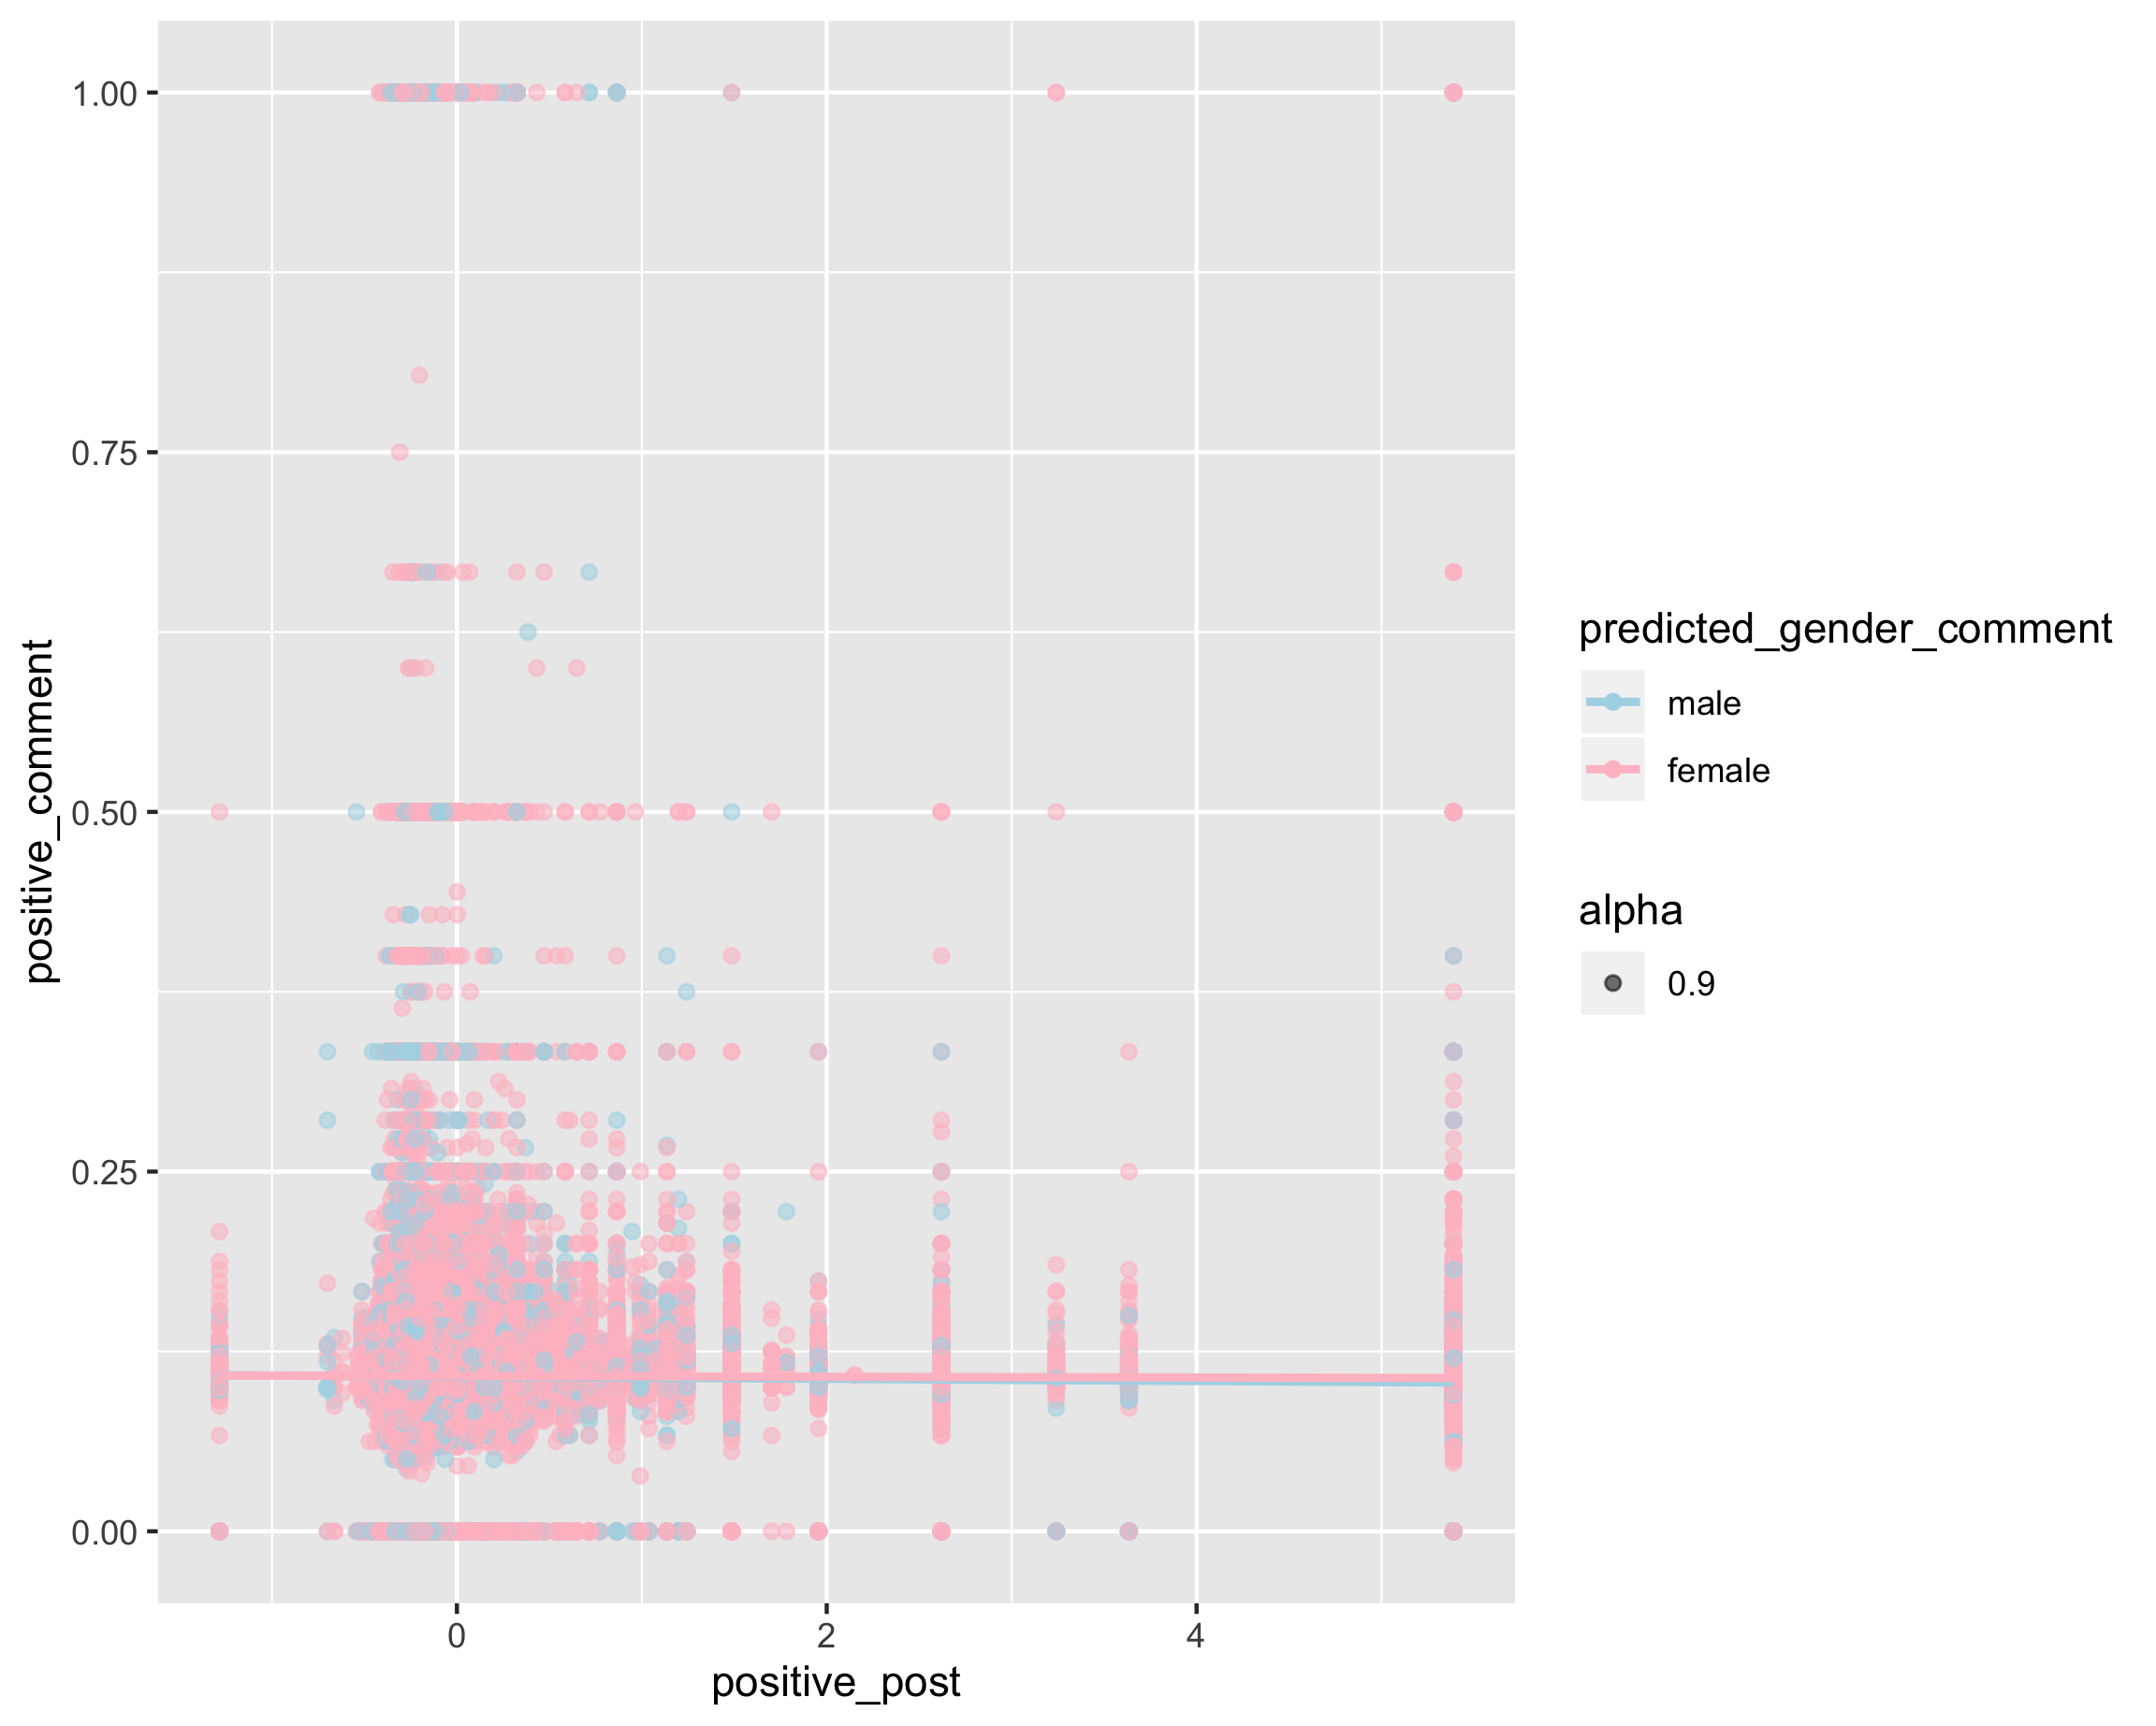 1.00
0.75
0.50
0.25
0.00
positive_comment
0
2
4
positive_post
predicted_gender_comment
male
female
alpha
0.9